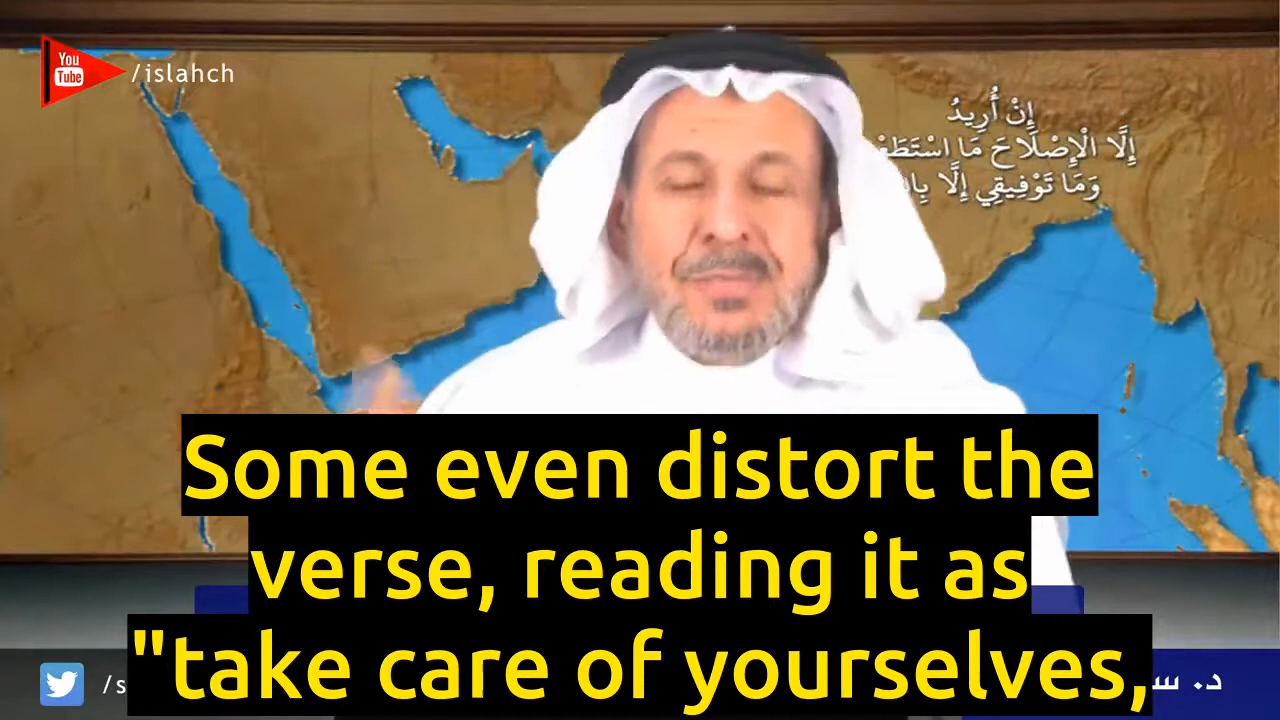 You
Tube
/islahch
إِنْ أُرِيدُ
إِلَّا الْإِصْلَاحَ مَا
وَمَا تَوْفِيقِي إِلَّا
Some even distort the
verse, reading it as
"take care of yourselves,
/s
د. س